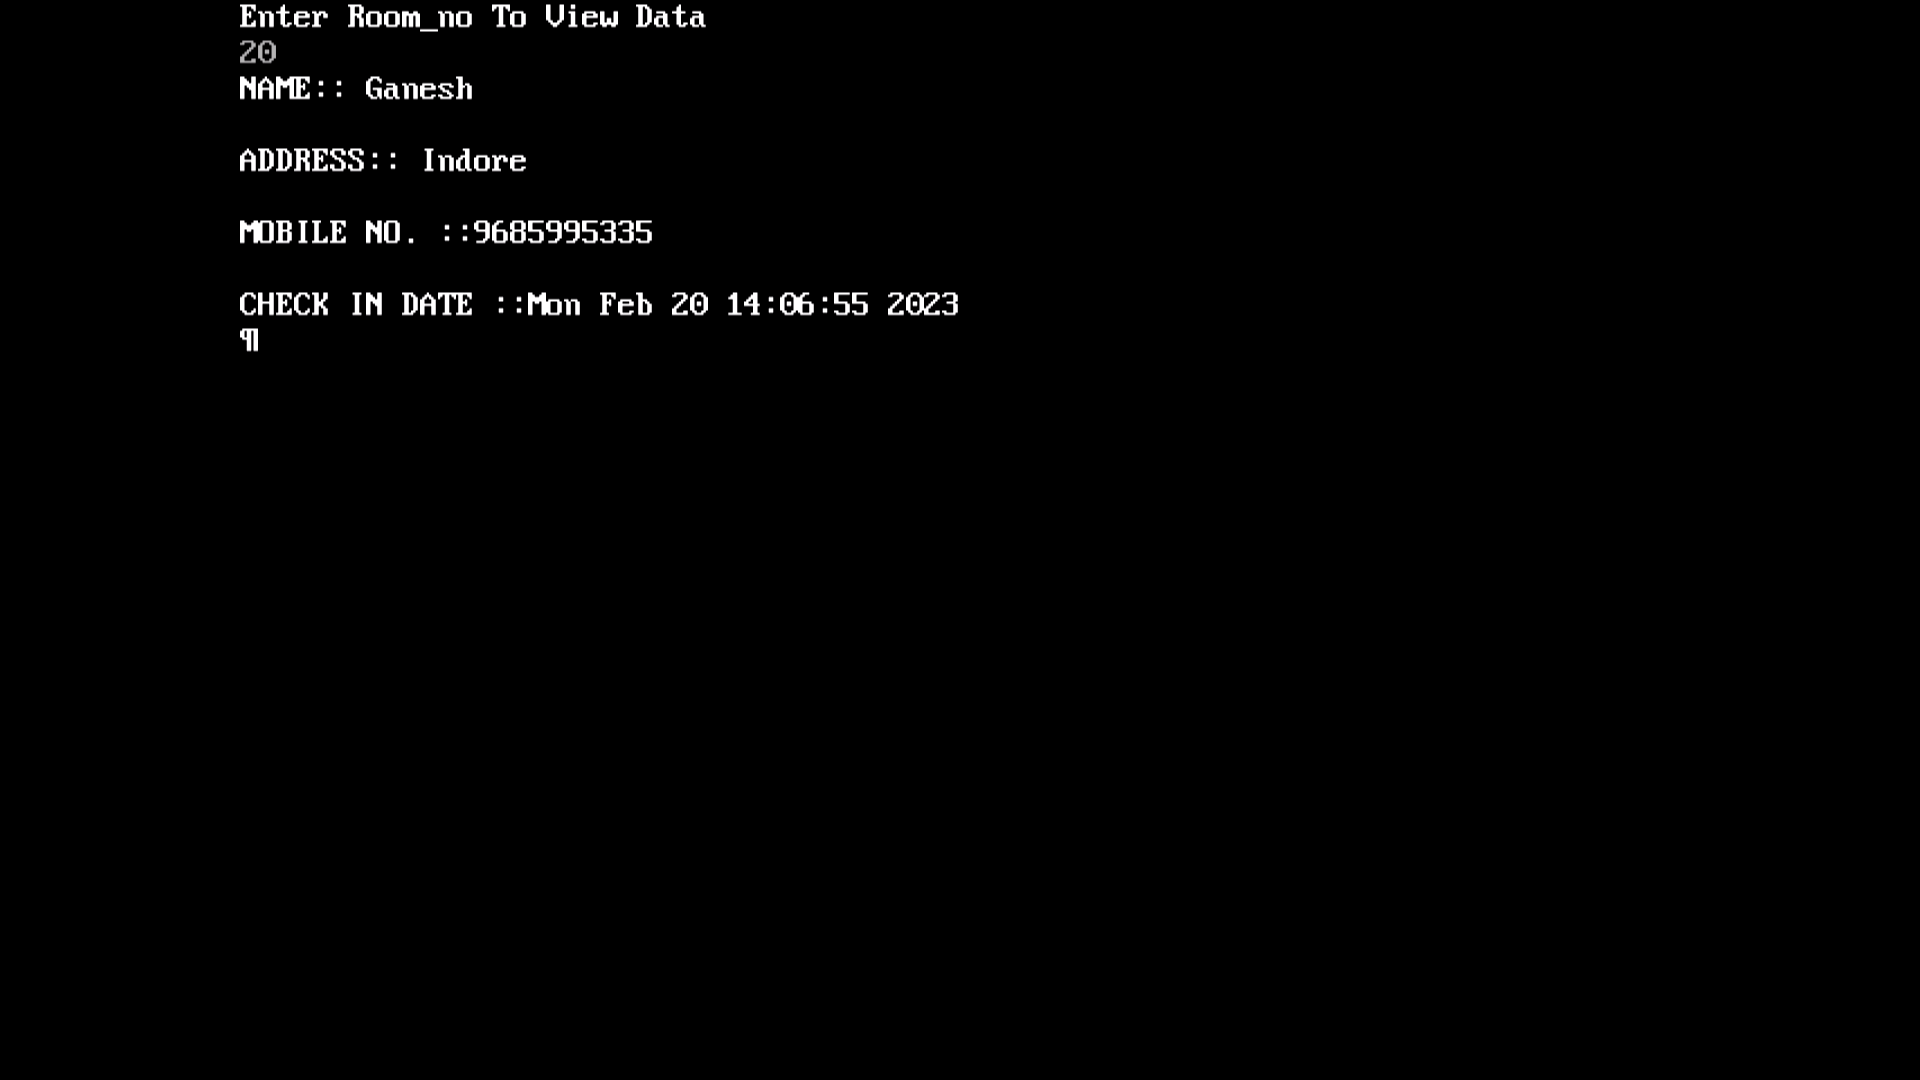 Enter Room_no To View Data
20
NAME:: Ganesh
ADDRESS:: Indore
MOBILE NO. ::9685995335
CHECK IN DATE ::Mon Feb 20 14:06:55 2023
¶